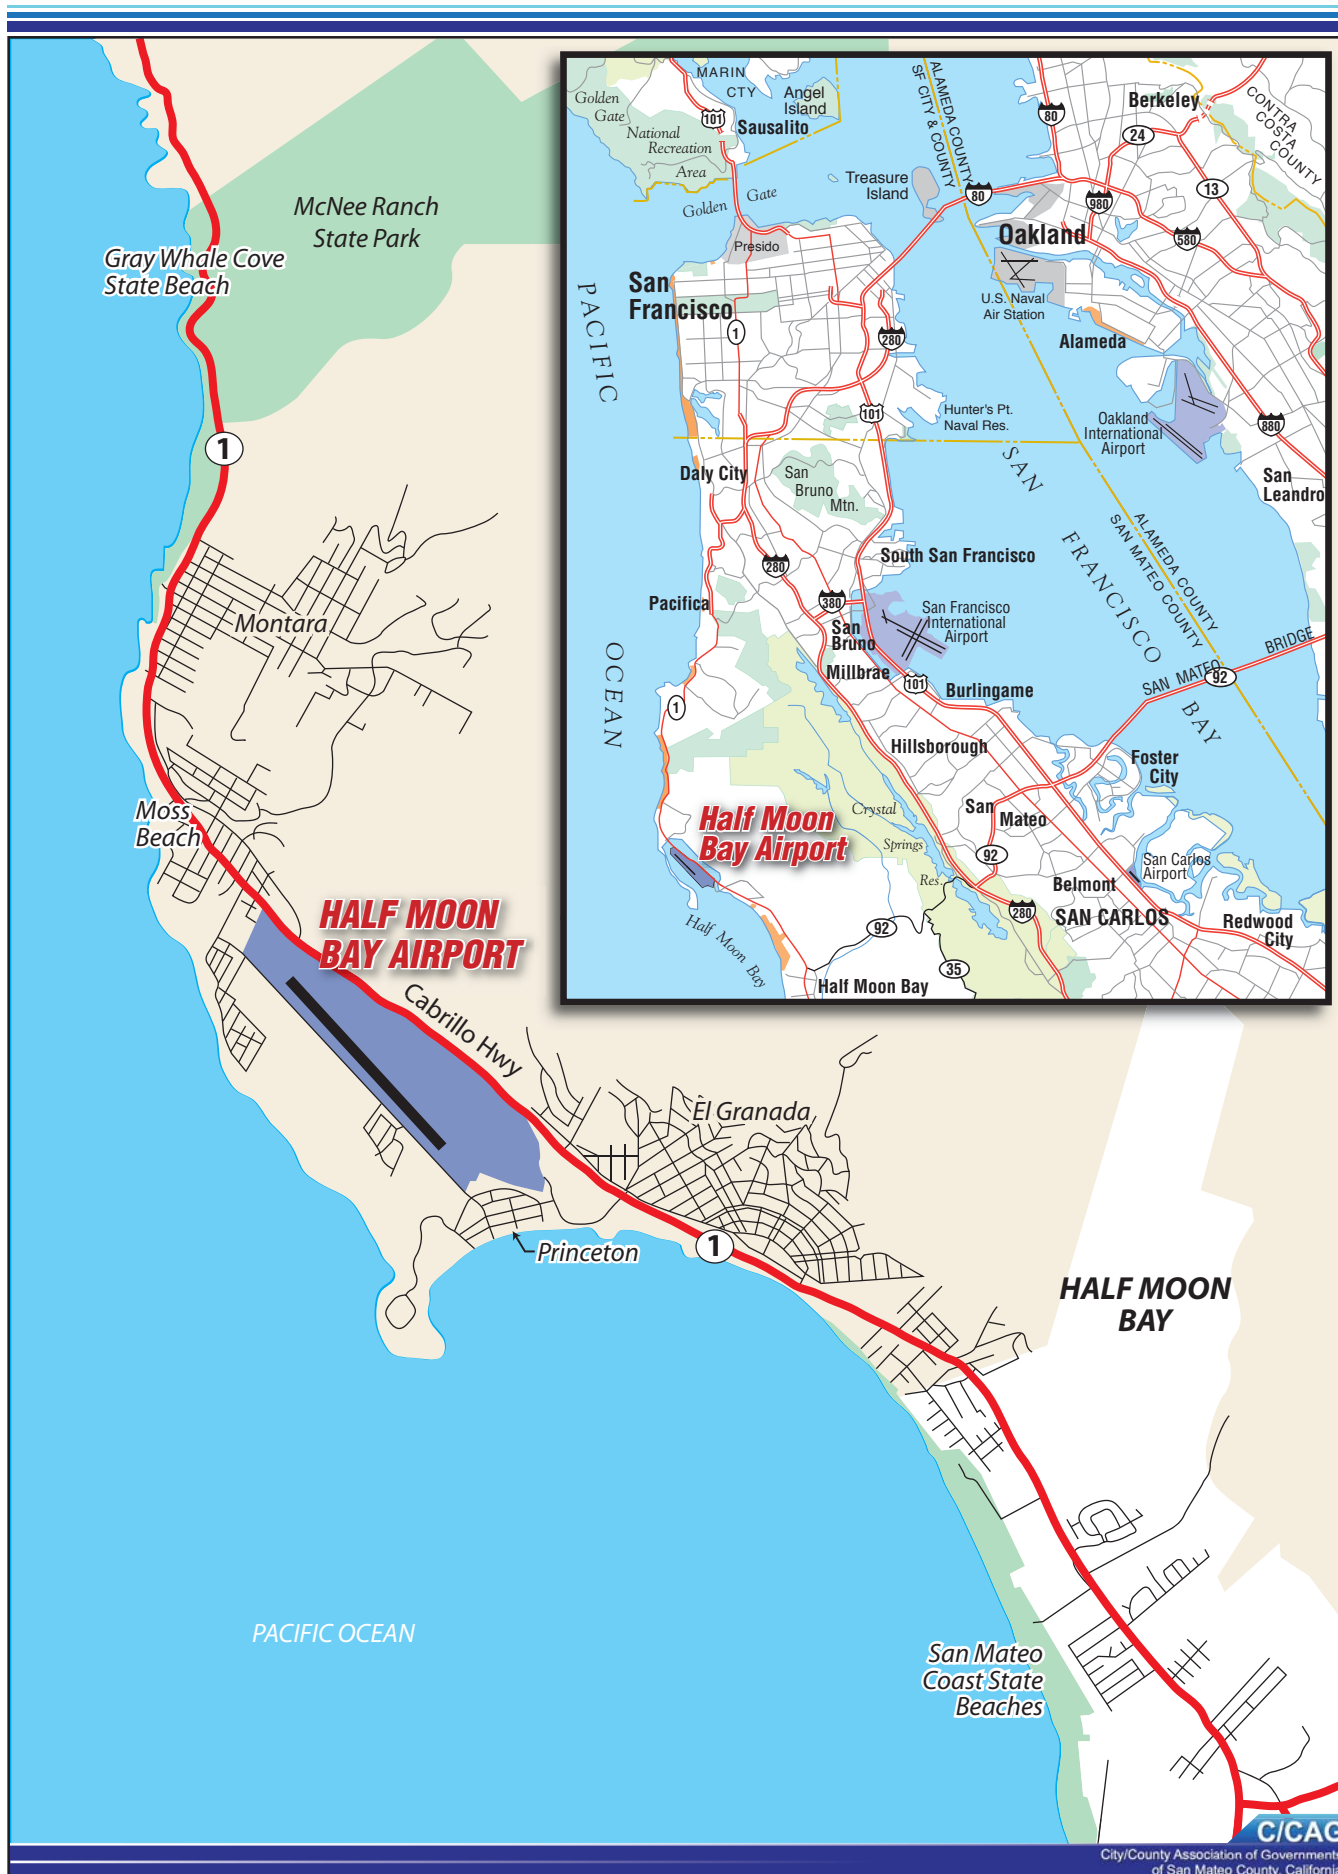 McNee Ranch
State Park
Gray Whale Cove
State Beach
1
Montara
Moss
Beach
HALF MOON
BAY AIRPORT
Cabrillo Hwy
El Granada
Princeton
1
HALF MOON
BAY
PACIFIC OCEAN
San Mateo
Coast State
Beaches
MARIN
CTY
Angel
Island
Golden
Gate
National
Recreation
Area
101
Sausalito
Golden Gate
Treasure
Island
ALAMEDA COUNTY
SF CITY & COUNTY
80
Berkeley
24
CONTRA
COSTA
COUNTY
13
80
980
580
Oakland
Presido
San
Francisco
PACIFIC
1
280
U.S. Naval
Air Station
Alameda
101
Hunter's Pt.
Naval Res.
Oakland
International
Airport
880
San
Leandro
Daly City
San
Bruno
Mtn.
SAN
FRANCISCO
BAY
ALAMEDA COUNTY
SAN MATEO COUNTY
South San Francisco
280
380
Pacifica
San
Bruno
San Francisco
International
Airport
Millbrae
101
Burlingame
SAN MATEO
92
BRIDGE
OCEAN
1
Hillsborough
Foster
City
San
Mateo
Crystal
Springs
Res.
Half Moon
Bay Airport
92
San Carlos
Airport
Belmont
280
SAN CARLOS
Redwood
City
Half Moon Bay
92
35
Half Moon Bay
C/CAG
City/County Association of Governments
of San Mateo County, California